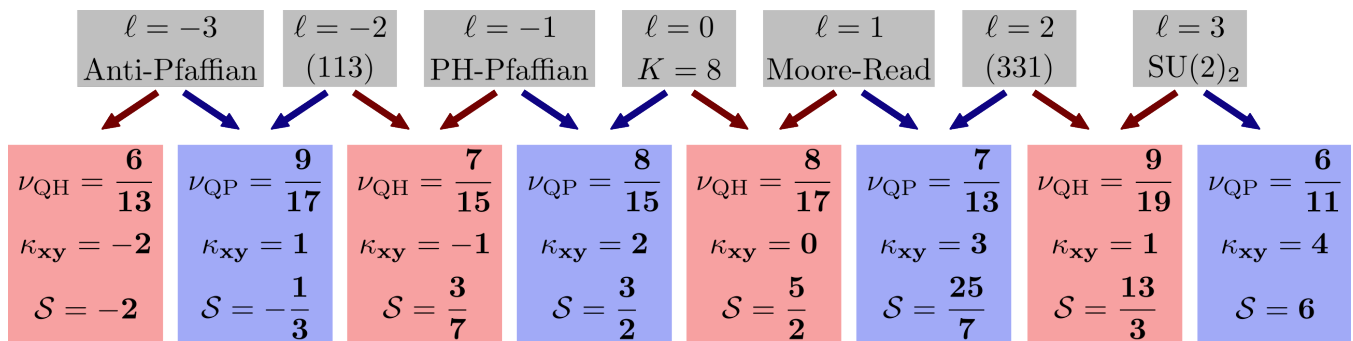 ℓ = −3
Anti-Pfaffian
ℓ = −2
(113)
ℓ = −1
PH-Pfaffian
ℓ = 0
K = 8
ℓ = 1
Moore-Read
ℓ = 2
(331)
ℓ = 3
SU(2)₂
ν_QH = 6/13
κ_xy = −2
𝒮 = −2
ν_QP = 9/17
κ_xy = 1
𝒮 = −1/3
ν_QH = 7/15
κ_xy = −1
𝒮 = 3/7
ν_QP = 8/15
κ_xy = 2
𝒮 = 3/2
ν_QH = 8/17
κ_xy = 0
𝒮 = 5/2
ν_QP = 7/13
κ_xy = 3
𝒮 = 25/7
ν_QH = 9/19
κ_xy = 1
𝒮 = 13/3
ν_QP = 6/11
κ_xy = 4
𝒮 = 6